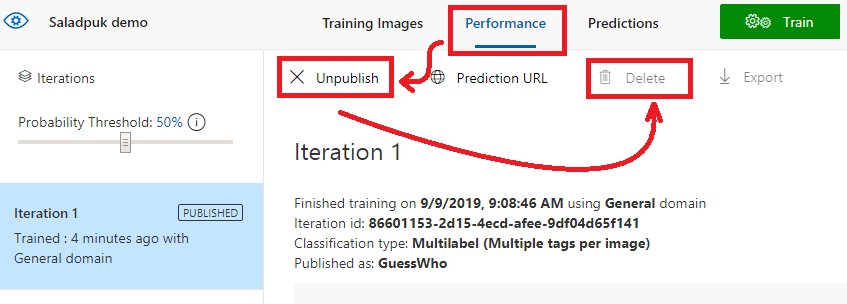 Saladpuk demo
Training Images
Performance
Predictions
Train
Iterations
Unpublish
Prediction URL
Delete
Export
Probability Threshold: 50% i
Iteration 1
Iteration 1 PUBLISHED
Trained : 4 minutes ago with
General domain
Finished training on 9/9/2019, 9:08:46 AM using General domain
Iteration id: 86601153-2d15-4ecd-afee-9df04d65f141
Classification type: Multilabel (Multiple tags per image)
Published as: GuessWho